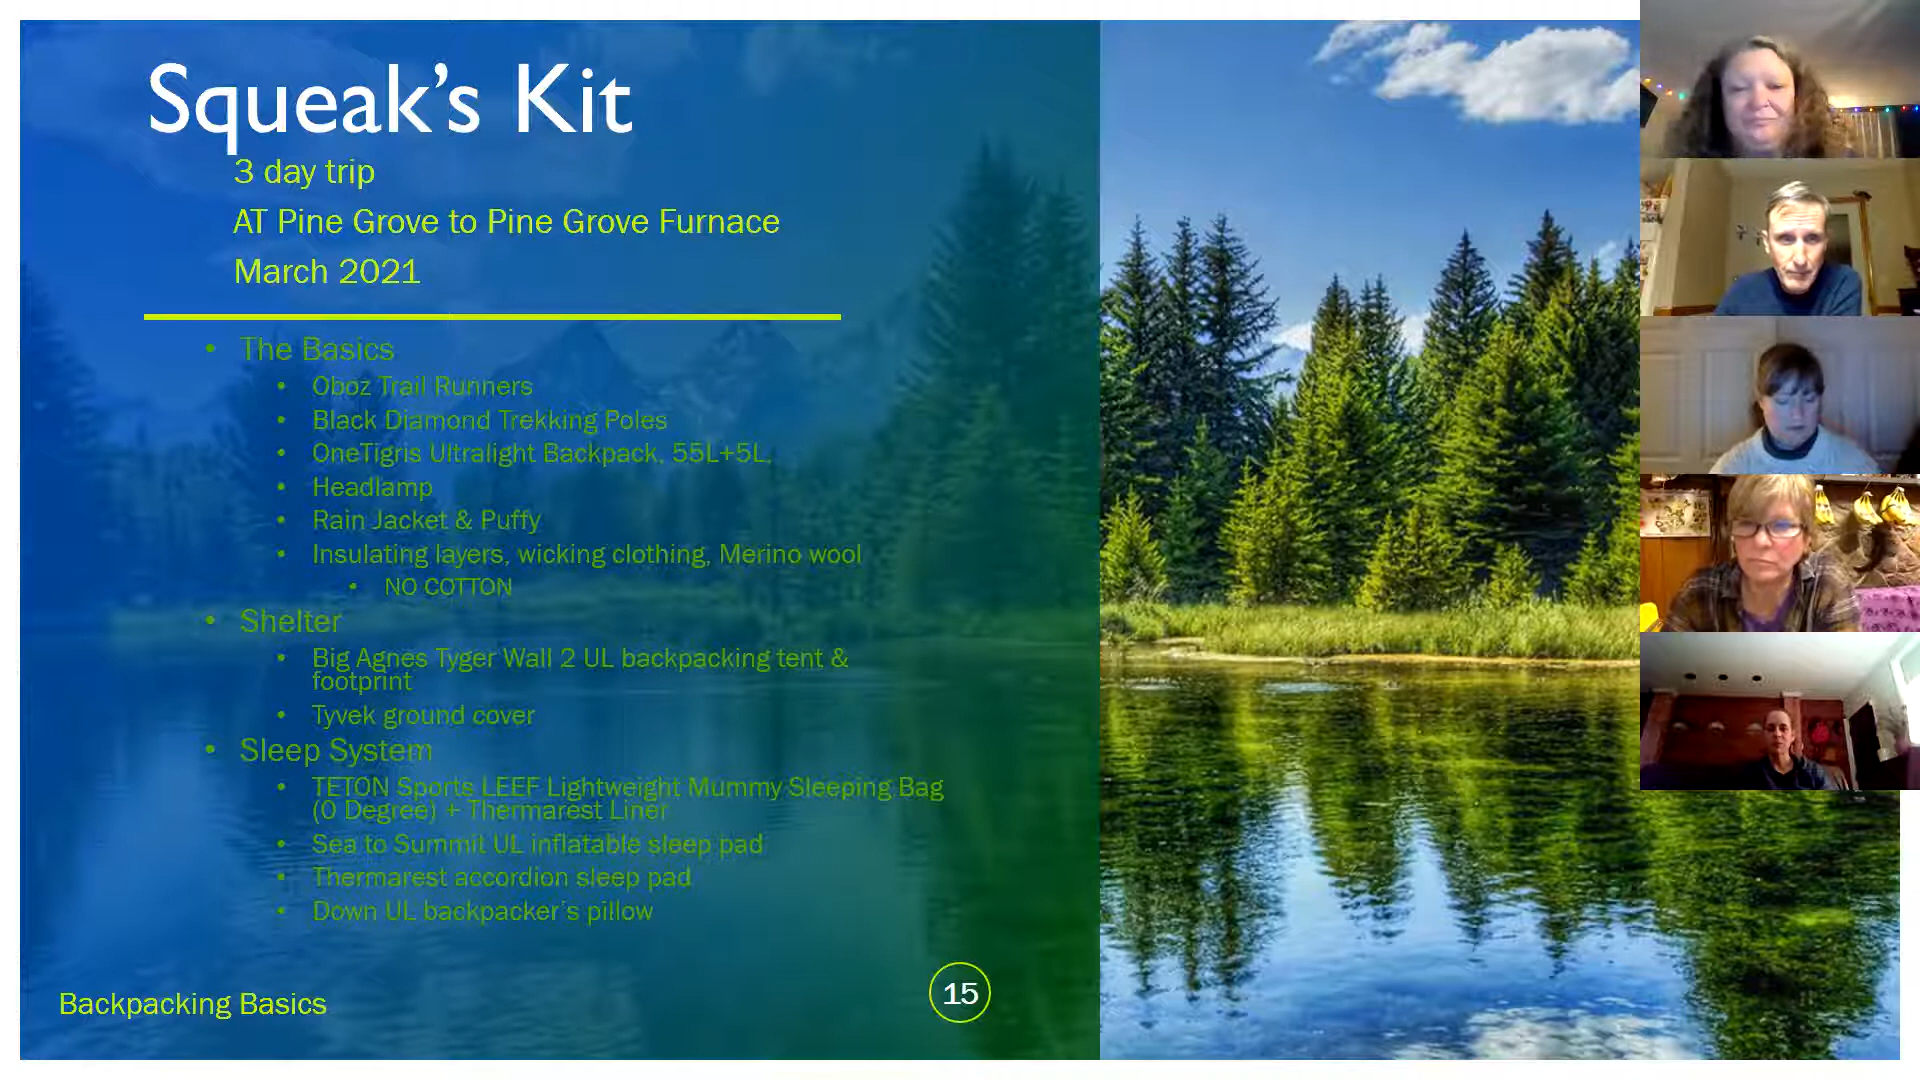 Squeak's Kit
3 day trip
AT Pine Grove to Pine Grove Furnace
March 2021
• The Basics
• Oboz Trail Runners
• Black Diamond Trekking Poles
• OneTigris Ultralight Backpack, 55L+5L,
• Headlamp
• Rain Jacket & Puffy
• Insulating layers, wicking clothing, Merino wool
• NO COTTON
• Shelter
• Big Agnes Tyger Wall 2 UL backpacking tent &
footprint
• Tyvek ground cover
• Sleep System
• TETON Sports LEEF Lightweight Mummy Sleeping Bag
(0 Degree) + Thermarest Liner
• Sea to Summit UL inflatable sleep pad
• Thermarest accordion sleep pad
• Down UL backpacker's pillow
Backpacking Basics
15